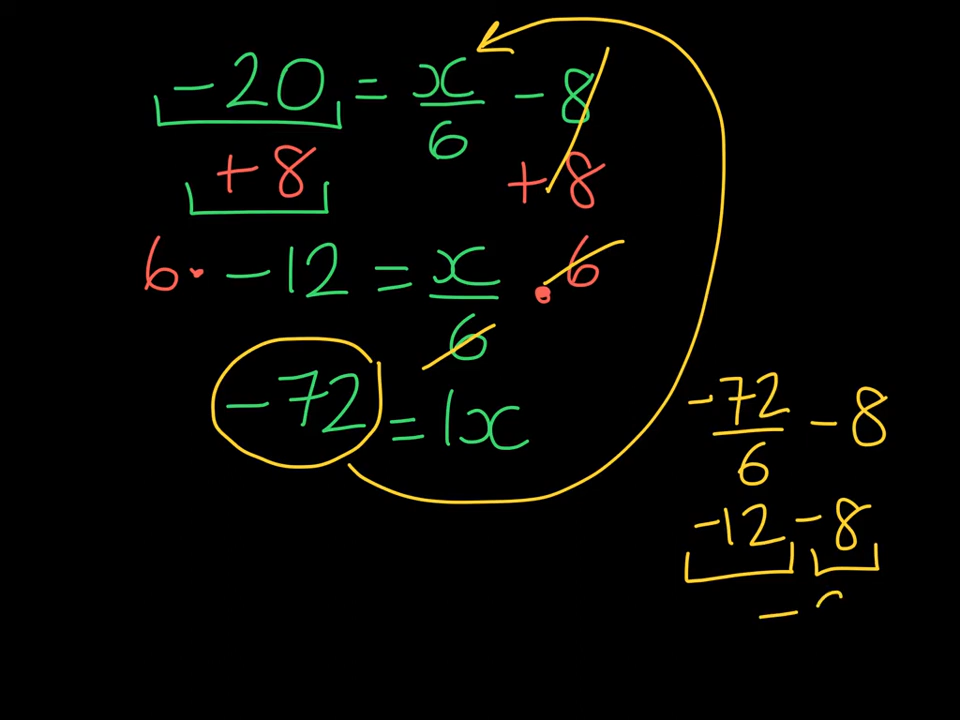 -20 = x/6 - 8
+8 +8
6· -12 = x/6 · 6
-72 = 1x
-72/6 - 8
-12 - 8
-